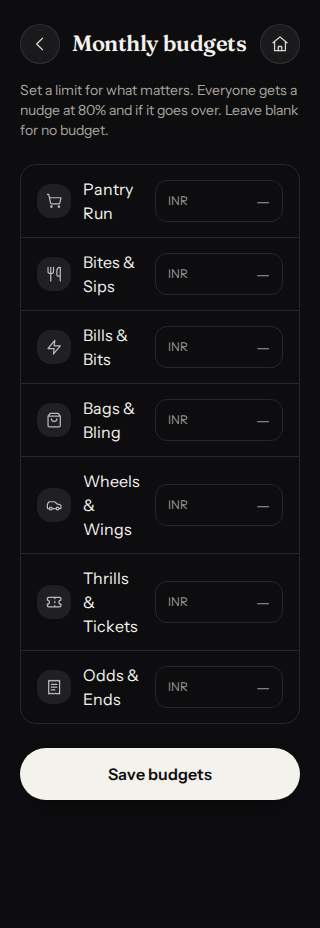 Monthly budgets
Set a limit for what matters. Everyone gets a
nudge at 80% and if it goes over. Leave blank
for no budget.
Pantry
Run
INR
—
Bites &
Sips
INR
—
Bills &
Bits
INR
—
Bags &
Bling
INR
—
Wheels
&
Wings
INR
—
Thrills
&
Tickets
INR
—
Odds &
Ends
INR
—
Save budgets